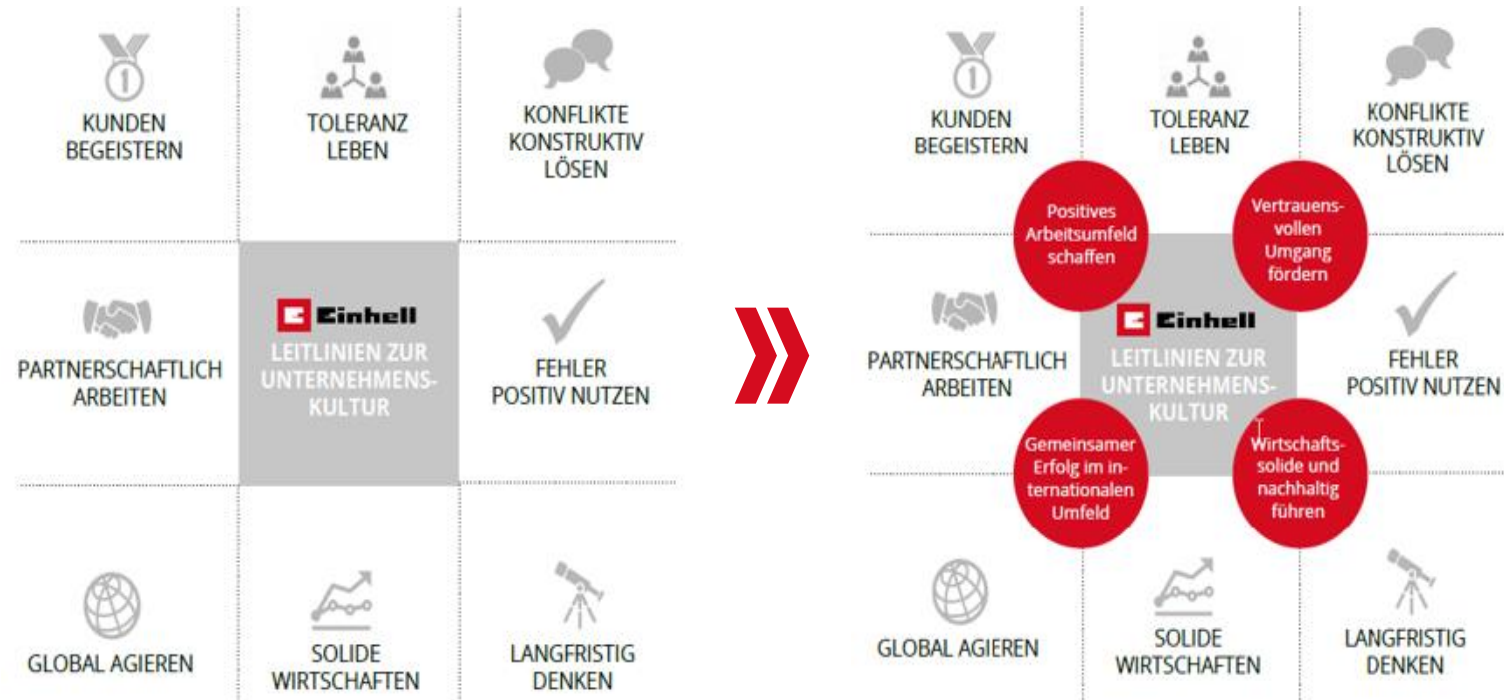 1
KUNDEN
BEGEISTERN
TOLERANZ
LEBEN
KONFLIKTE
KONSTRUKTIV
LÖSEN
PARTNERSCHAFTLICH
ARBEITEN
Einhell
LEITLINIEN ZUR
UNTERNEHMENS-
KULTUR
FEHLER
POSITIV NUTZEN
GLOBAL AGIEREN
SOLIDE
WIRTSCHAFTEN
LANGFRISTIG
DENKEN
1
KUNDEN
BEGEISTERN
TOLERANZ
LEBEN
KONFLIKTE
KONSTRUKTIV
LÖSEN
Positives
Arbeitsumfeld
schaffen
Vertrauens-
vollen
Umgang
fördern
PARTNERSCHAFTLICH
ARBEITEN
Einhell
LEITLINIEN ZUR
UNTERNEHMENS-
KULTUR
FEHLER
POSITIV NUTZEN
Gemeinsamer
Erfolg im in-
ternationalen
Umfeld
Wirtschafts-
solide und
nachhaltig
führen
GLOBAL AGIEREN
SOLIDE
WIRTSCHAFTEN
LANGFRISTIG
DENKEN